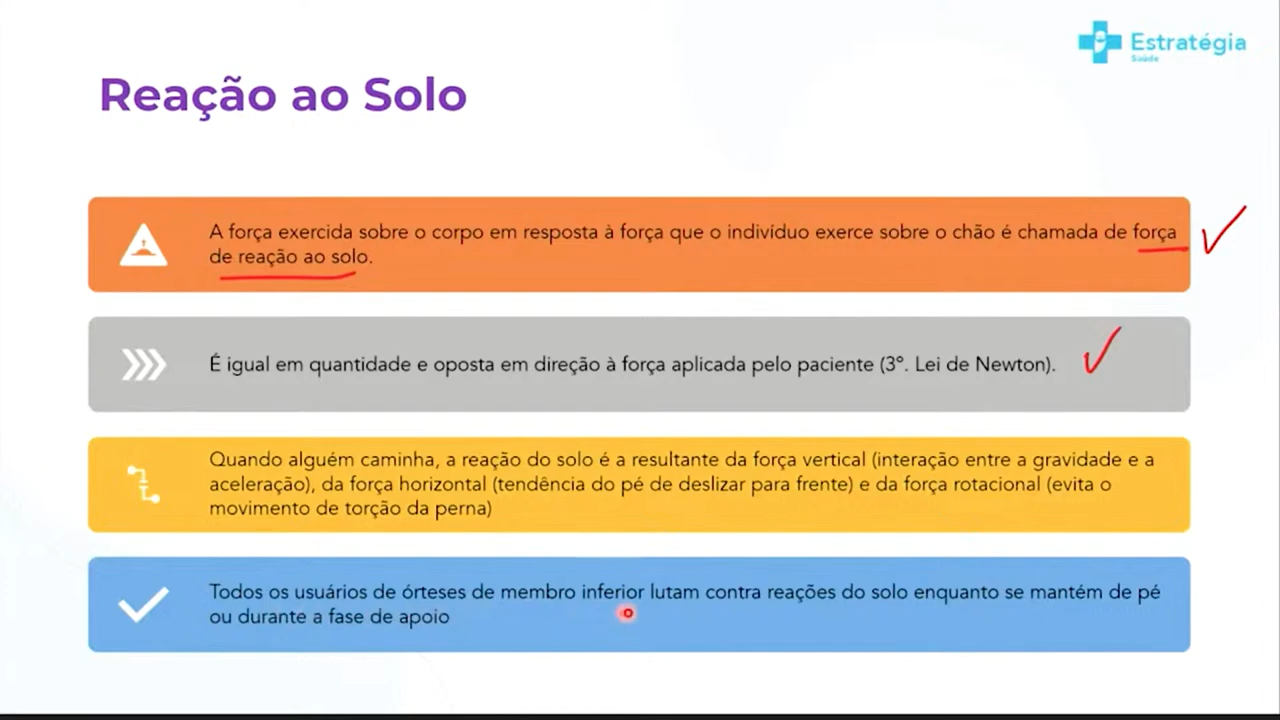 Estratégia
Saúde
Reação ao Solo
A força exercida sobre o corpo em resposta à força que o indivíduo exerce sobre o chão é chamada de força
de reação ao solo.
É igual em quantidade e oposta em direção à força aplicada pelo paciente (3º. Lei de Newton).
Quando alguém caminha, a reação do solo é a resultante da força vertical (interação entre a gravidade e a
aceleração), da força horizontal (tendência do pé de deslizar para frente) e da força rotacional (evita o
movimento de torção da perna)
Todos os usuários de órteses de membro inferior lutam contra reações do solo enquanto se mantém de pé
ou durante a fase de apoio